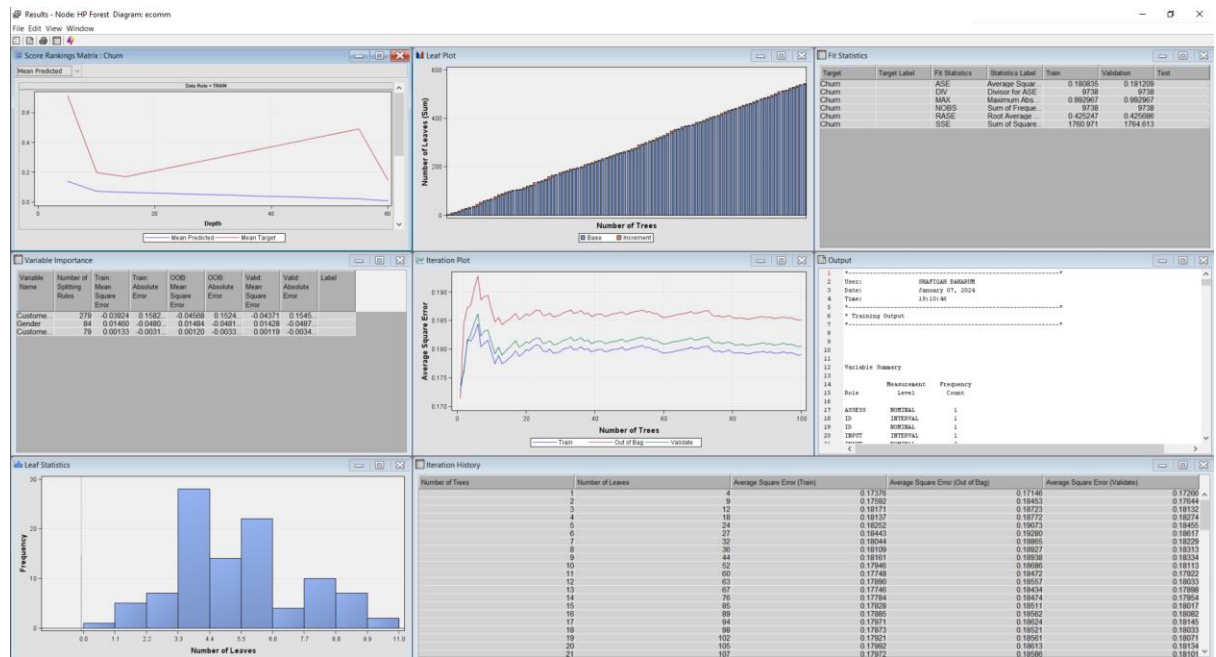 Results - Node: HP Forest Diagram: ecomm
File Edit View Window
Score Rankings Matrix : Churn
Mean Predicted
Data Role = TRAIN
0.6
0.4
0.2
0.0
0 20 40 60
Depth
Mean Predicted Mean Target
Leaf Plot
Number of Leaves (Sum)
600
400
200
0
Number of Trees
Base Increment
Fit Statistics
Target Target Label Fit Statistics Statistics Label Train Validation Test
Churn ASE Average Squar... 0.180835 0.181209
Churn DIV Divisor for ASE 9738 9738
Churn MAX Maximum Abs... 0.992967 0.992967
Churn NOBS Sum of Freque... 9738 9738
Churn RASE Root Average ... 0.425247 0.425686
Churn SSE Sum of Square... 1760.971 1764.613
Variable Importance
Variable Name Number of Splitting Rules Train: Mean Square Error Train: Absolute Error OOB: Mean Square Error OOB: Absolute Error Valid: Mean Square Error Valid: Absolute Error Label
Custome... 279 -0.03924 0.1582... -0.04568 0.1524... -0.04371 0.1545...
Gender 84 0.01460 -0.0480... 0.01484 -0.0481... 0.01428 -0.0487...
Custome... 79 0.00133 -0.0031... 0.00120 -0.0033... 0.00119 -0.0034...
Iteration Plot
Average Square Error
0.190
0.185
0.180
0.175
0.170
0 20 40 60 80 100
Number of Trees
Train Out of Bag Validate
Output
1 *------------------------------------------------------------*
2 User: SHAFIQAH BAHARUM
3 Date: January 07, 2024
4 Time: 19:10:46
5 *------------------------------------------------------------*
6 * Training Output
7 *------------------------------------------------------------*
8
9
10
11
12 Variable Summary
13
14 Measurement Frequency
15 Role Level Count
16
17 ASSESS NOMINAL 1
18 ID INTERVAL 1
19 ID NOMINAL 1
20 INPUT INTERVAL 1
Leaf Statistics
Frequency
30
20
10
0
0.0 1.1 2.2 3.3 4.4 5.5 6.6 7.7 8.8 9.9 11.0
Number of Leaves
Iteration History
Number of Trees Number of Leaves Average Square Error (Train) Average Square Error (Out of Bag) Average Square Error (Validate)
1 4 0.17376 0.17146 0.17266
2 9 0.17592 0.18453 0.17644
3 12 0.18171 0.18723 0.18132
4 18 0.18137 0.18772 0.18274
5 24 0.18252 0.19073 0.18455
6 27 0.18443 0.19280 0.18617
7 32 0.18044 0.18865 0.18229
8 36 0.18109 0.18927 0.18313
9 44 0.18161 0.18938 0.18334
10 52 0.17946 0.18686 0.18113
11 60 0.17748 0.18472 0.17922
12 63 0.17890 0.18557 0.18033
13 67 0.17746 0.18434 0.17898
14 76 0.17784 0.18474 0.17954
15 85 0.17828 0.18511 0.18017
16 89 0.17885 0.18562 0.18082
17 94 0.17971 0.18624 0.18145
18 98 0.17873 0.18521 0.18033
19 102 0.17921 0.18561 0.18071
20 105 0.17992 0.18613 0.18134
21 107 0.17972 0.18586 0.18101